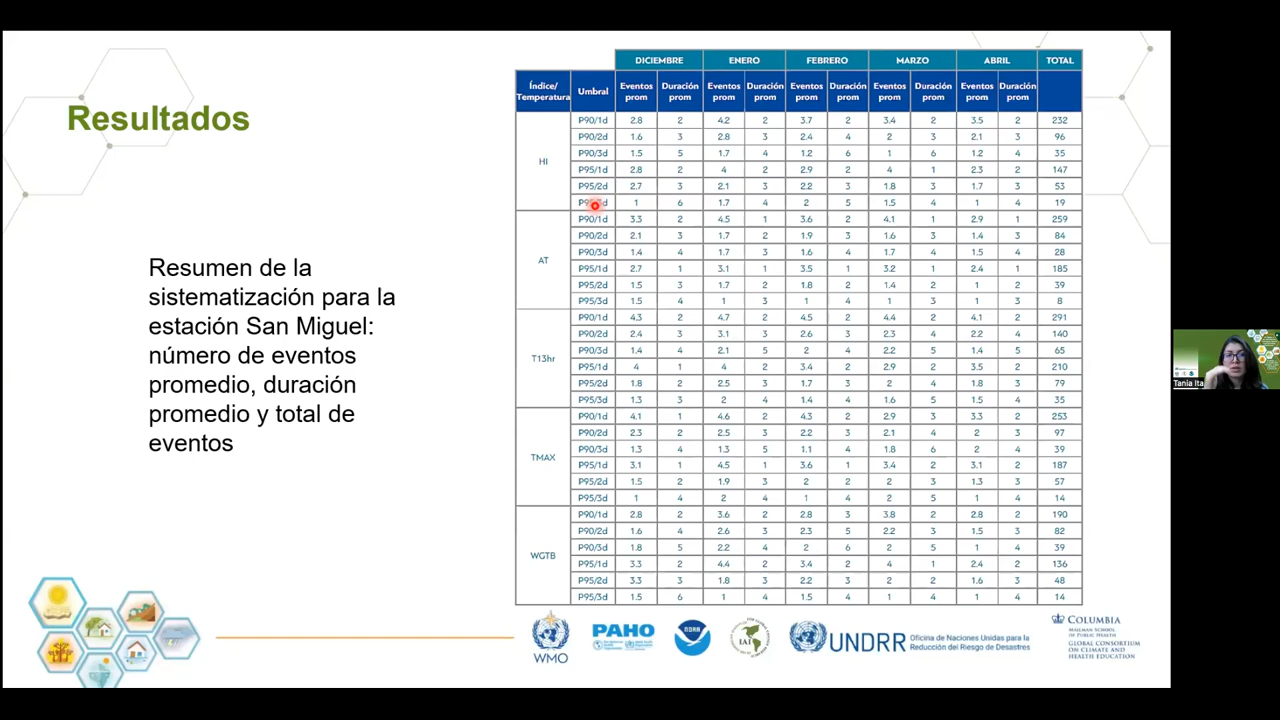 Resultados
Resumen de la
sistematización para la
estación San Miguel:
número de eventos
promedio, duración
promedio y total de
eventos
DICIEMBRE ENERO FEBRERO MARZO ABRIL TOTAL
Índice/ Temperatura Umbral Eventos prom Duración prom Eventos prom Duración prom Eventos prom Duración prom Eventos prom Duración prom Eventos prom Duración prom
HI
P90/1d 2.8 2 4.2 2 3.7 2 3.4 2 3.5 2 232
P90/2d 1.6 3 2.8 3 2.4 4 2 3 2.1 3 96
P90/3d 1.5 5 1.7 4 1.2 6 1 6 1.2 4 35
P95/1d 2.8 2 4 2 2.9 2 4 1 2.3 2 147
P95/2d 2.7 3 2.1 3 2.2 3 1.8 3 1.7 3 53
1 6 1.7 4 2 5 1.5 4 1 4 19
AT
P90/1d 3.3 2 4.5 1 3.6 2 4.1 1 2.9 1 259
P90/2d 2.1 3 1.7 2 1.9 3 1.6 3 1.4 3 84
P90/3d 1.4 4 1.7 3 1.6 4 1.7 4 1.5 4 28
P95/1d 2.7 1 3.1 1 3.5 1 3.2 1 2.4 1 185
P95/2d 1.5 3 1.7 2 1.8 2 1.4 2 1 2 39
P95/3d 1.5 4 1 3 1 4 1 3 1 3 8
T13hr
P90/1d 4.3 2 4.7 2 4.5 2 4.4 2 4.1 2 291
P90/2d 2.4 3 3.1 3 2.6 3 2.3 4 2.2 4 140
P90/3d 1.4 4 2.1 5 2 4 2.2 5 1.4 5 65
P95/1d 4 1 4 2 3.4 2 2.9 2 3.5 2 210
P95/2d 1.8 2 2.5 3 1.7 3 2 4 1.8 3 79
P95/3d 1.3 3 2 4 1.4 4 1.6 5 1.5 4 35
TMAX
P90/1d 4.1 1 4.6 2 4.3 2 2.9 3 3.3 2 253
P90/2d 2.3 2 2.5 3 2.2 3 2.1 4 2 3 97
P90/3d 1.3 4 1.3 5 1.1 4 1.8 6 2 4 39
P95/1d 3.1 1 4.5 1 3.6 1 3.4 2 3.1 2 187
P95/2d 1.5 2 1.9 3 2 2 2 3 1.3 3 57
P95/3d 1 4 2 4 1 4 2 5 1 4 14
WGTB
P90/1d 2.8 2 3.6 2 2.8 3 3.8 2 2.8 2 190
P90/2d 1.6 4 2.6 3 2.3 5 2.2 3 1.5 3 82
P90/3d 1.8 5 2.2 4 2 6 2 5 1 4 39
P95/1d 3.3 2 4.4 2 3.4 2 4 1 2.4 2 136
P95/2d 3.3 3 1.8 3 2.2 3 2 2 1.6 3 48
P95/3d 1.5 6 1 4 1.5 4 1 4 1 4 14
Tania Ita
WMO
PAHO
NOAA
IAI
UNDRR
Oficina de Naciones Unidas para la
Reducción del Riesgo de Desastres
COLUMBIA
MAILMAN SCHOOL
OF PUBLIC HEALTH
GLOBAL CONSORTIUM
ON CLIMATE AND
HEALTH EDUCATION